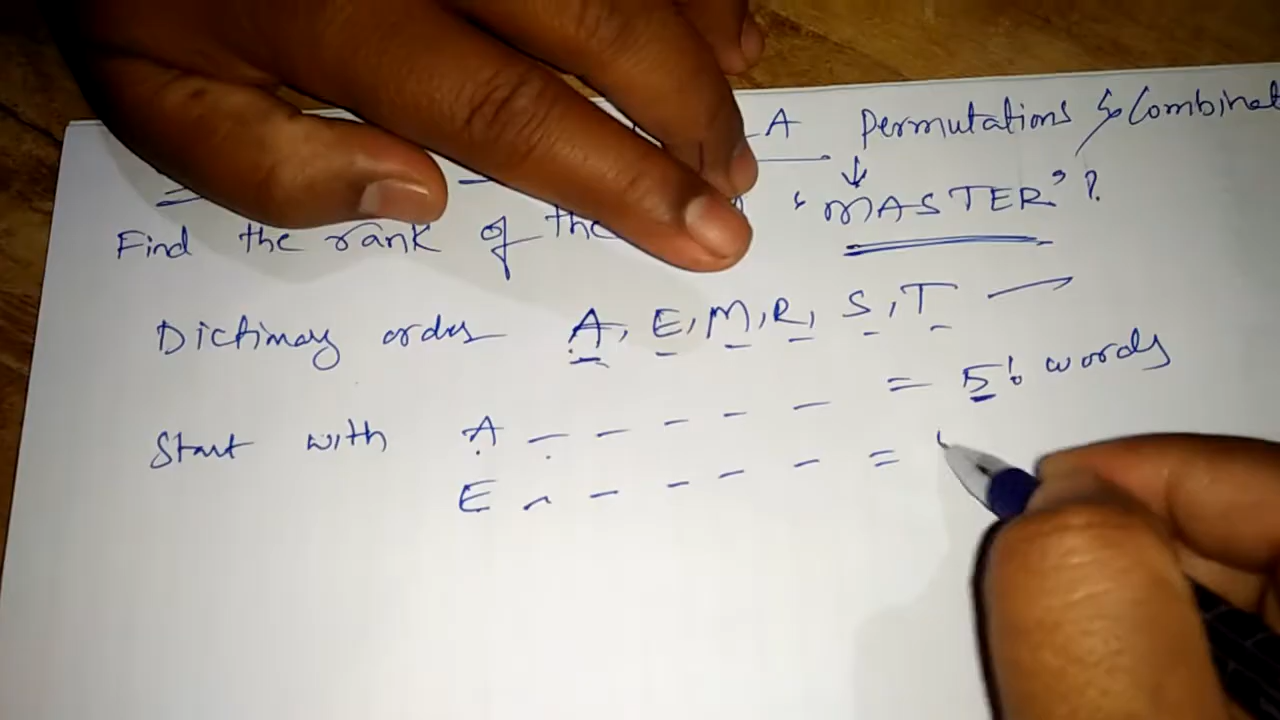 A Permutations & Combinat
Find the rank of the "MASTER"?
Dictionary order A, E, M, R, S, T
Start with A _ _ _ _ _ = 5! words
E _ _ _ _ _ =